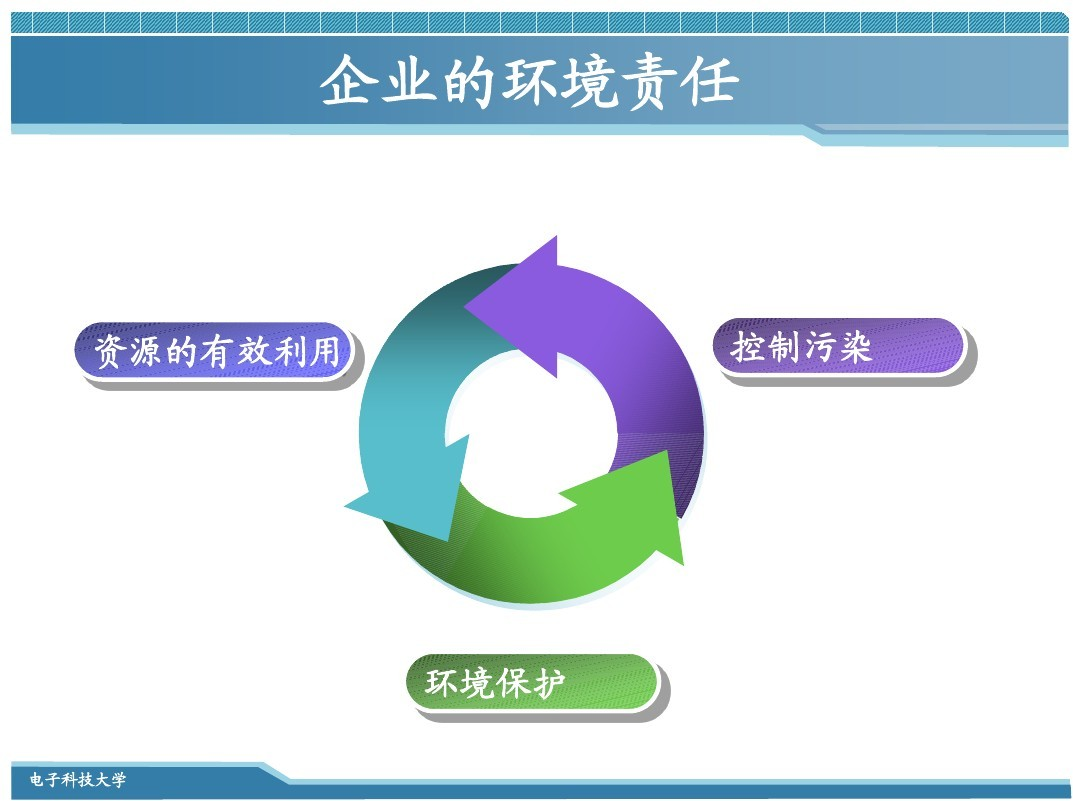 企业的环境责任
资源的有效利用
控制污染
环境保护
电子科技大学